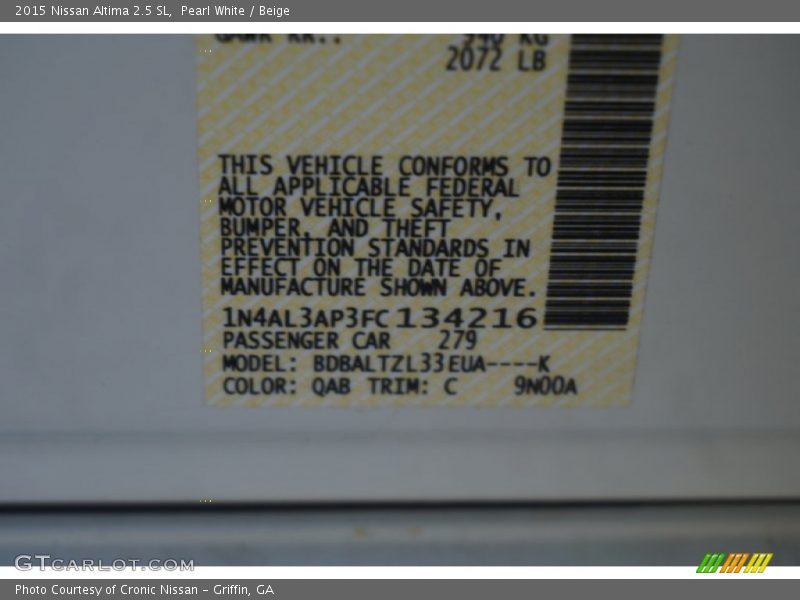 2015 Nissan Altima 2.5 SL,  Pearl White / Beige
2072 LB
THIS VEHICLE CONFORMS TO
ALL APPLICABLE FEDERAL
MOTOR VEHICLE SAFETY,
BUMPER, AND THEFT
PREVENTION STANDARDS IN
EFFECT ON THE DATE OF
MANUFACTURE SHOWN ABOVE.
1N4AL3AP3FC134216
PASSENGER CAR 279
MODEL: BDBALTZL33EUA----K
COLOR: QAB TRIM: C 9N00A
GTCARLOT.COM
Photo Courtesy of Cronic Nissan – Griffin, GA